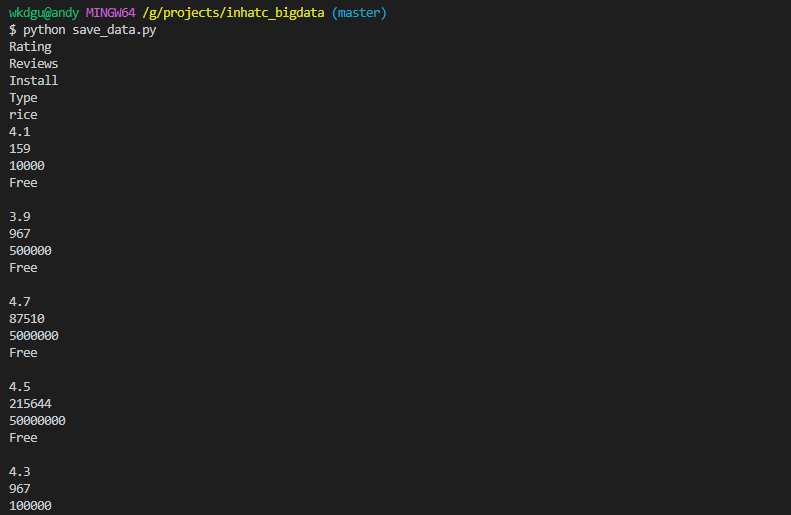 wkdgu@andy MINGW64 /g/projects/inhatc_bigdata (master)
$ python save_data.py
Rating
Reviews
Install
Type
rice
4.1
159
10000
Free
3.9
967
500000
Free
4.7
87510
5000000
Free
4.5
215644
50000000
Free
4.3
967
100000